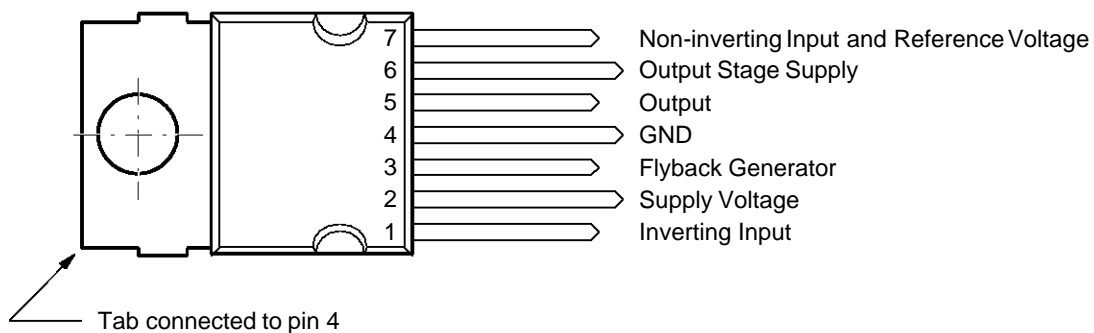 7 Non-inverting Input and Reference Voltage
6 Output Stage Supply
5 Output
4 GND
3 Flyback Generator
2 Supply Voltage
1 Inverting Input
Tab connected to pin 4